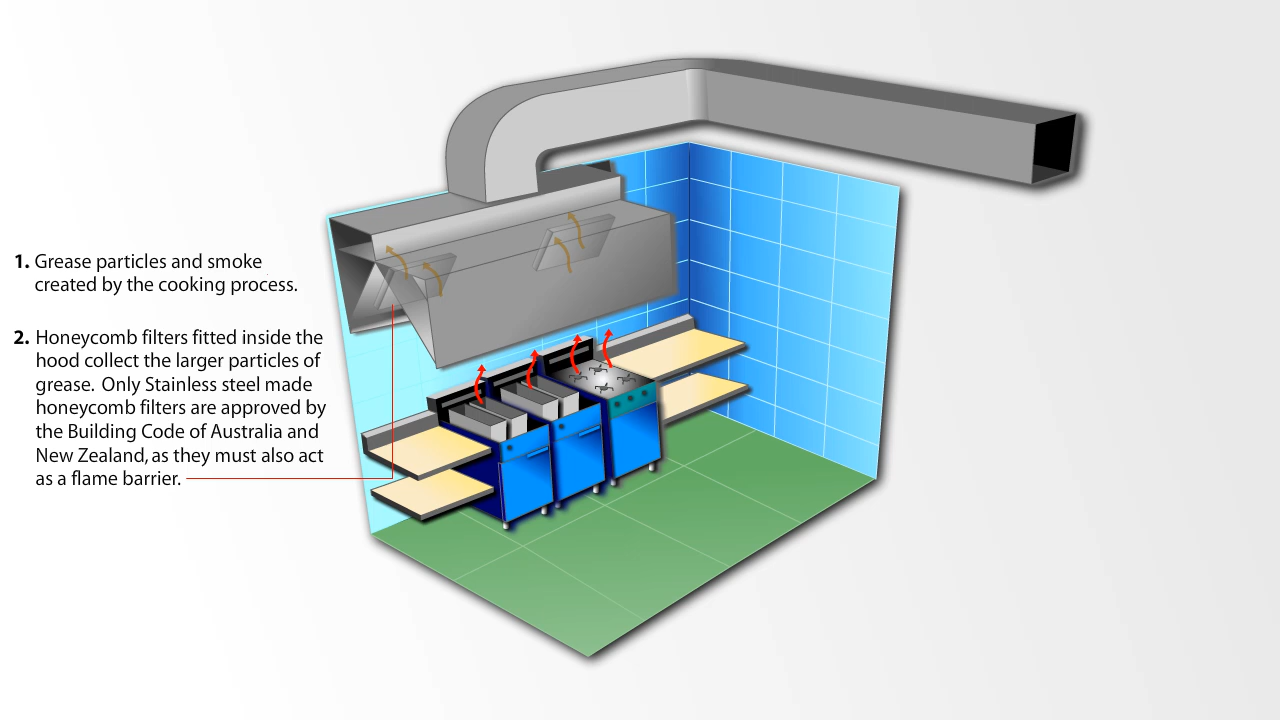 1. Grease particles and smoke
created by the cooking process.
2. Honeycomb filters fitted inside the
hood collect the larger particles of
grease. Only Stainless steel made
honeycomb filters are approved by
the Building Code of Australia and
New Zealand, as they must also act
as a flame barrier.